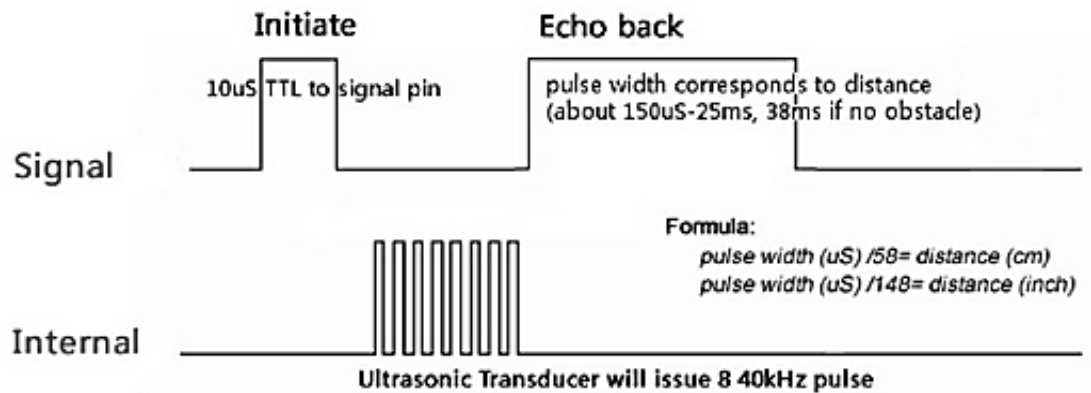 Initiate
Echo back
10uS TTL to signal pin
pulse width corresponds to distance
(about 150uS-25ms, 38ms if no obstacle)
Signal
Formula:
pulse width (uS) /58= distance (cm)
pulse width (uS) /148= distance (inch)
Internal
Ultrasonic Transducer will issue 8 40kHz pulse